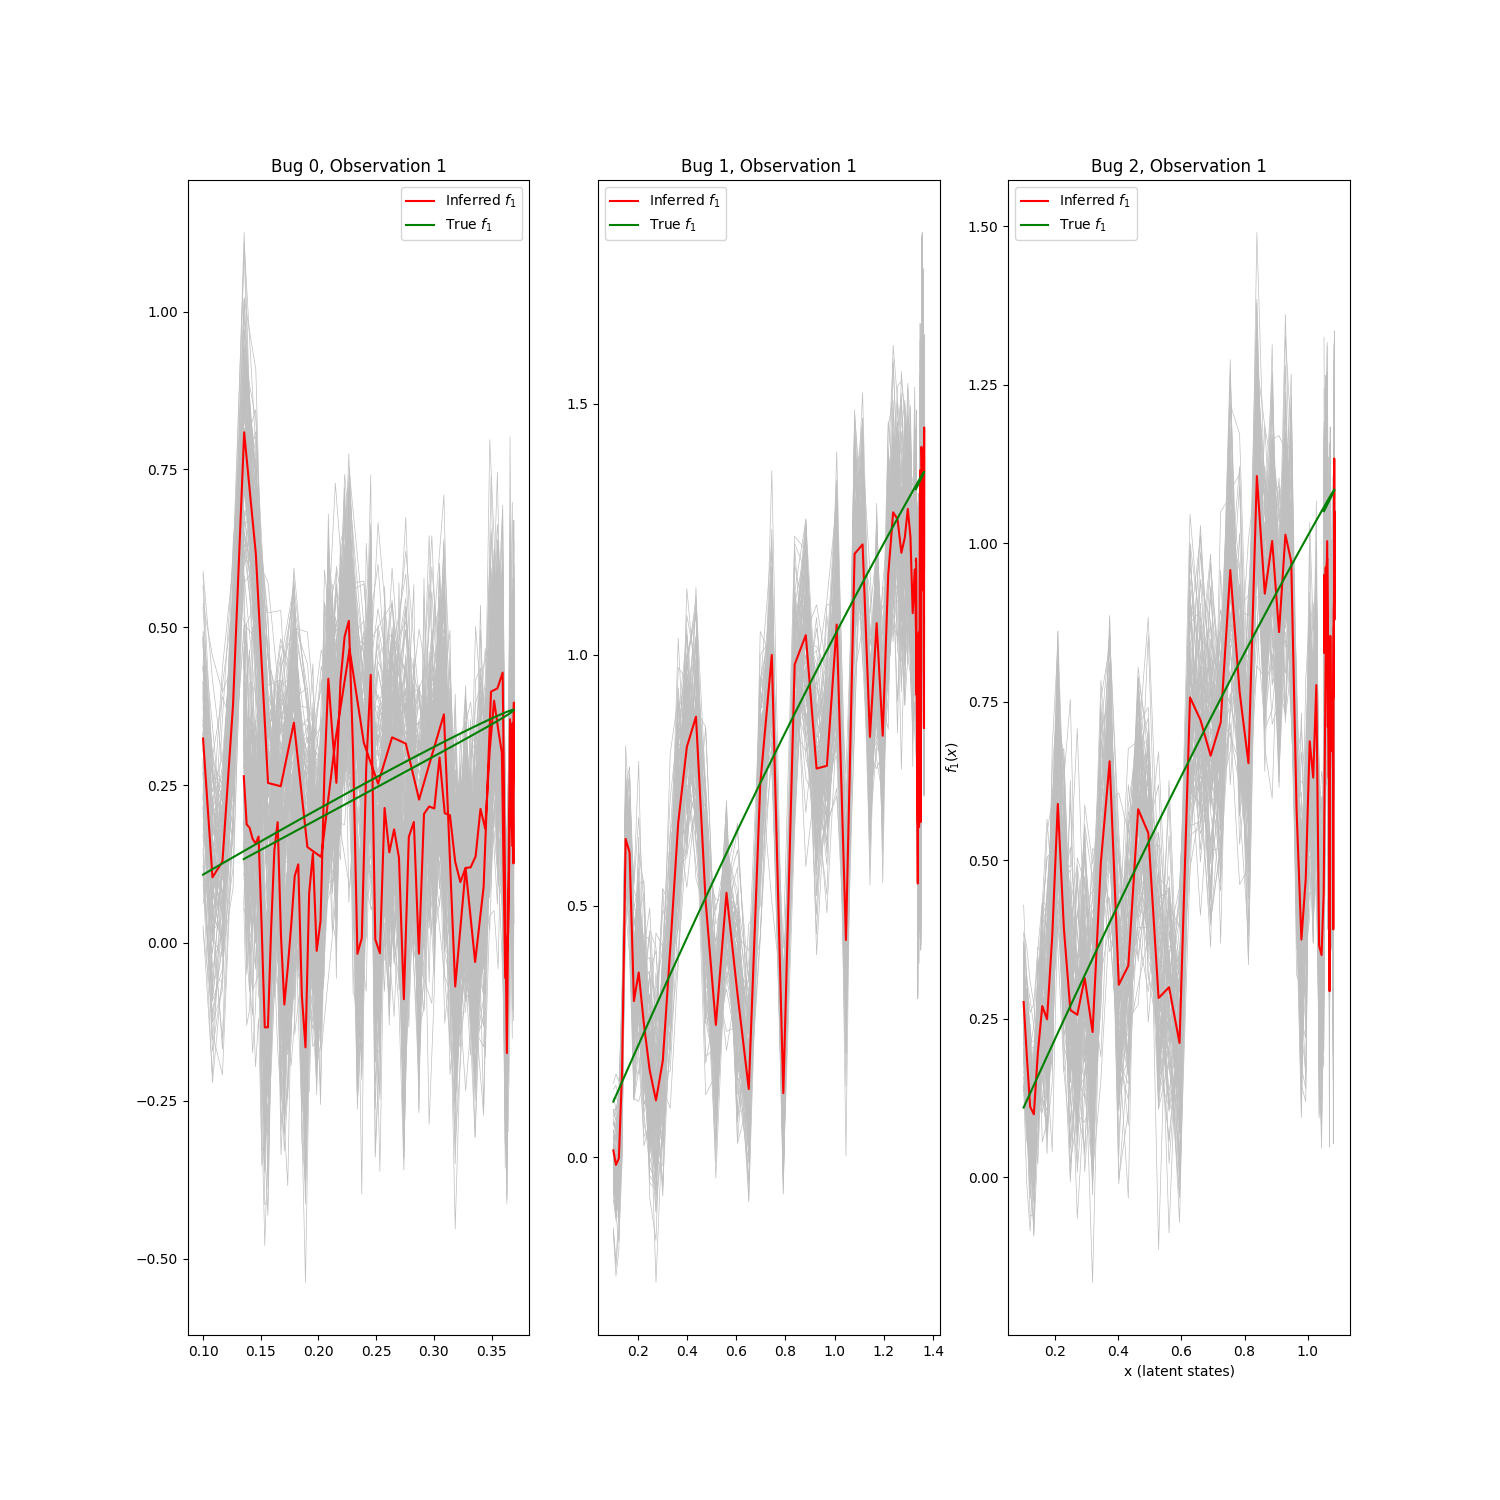 Bug 0, Observation 1
Inferred f₁
True f₁
1.00
0.75
0.50
0.25
0.00
−0.25
−0.50
0.10 0.15 0.20 0.25 0.30 0.35
Bug 1, Observation 1
Inferred f₁
True f₁
1.5
1.0
0.5
0.0
0.2 0.4 0.6 0.8 1.0 1.2 1.4
Bug 2, Observation 1
Inferred f₁
True f₁
f₁(x)
1.50
1.25
1.00
0.75
0.50
0.25
0.00
0.2 0.4 0.6 0.8 1.0
x (latent states)